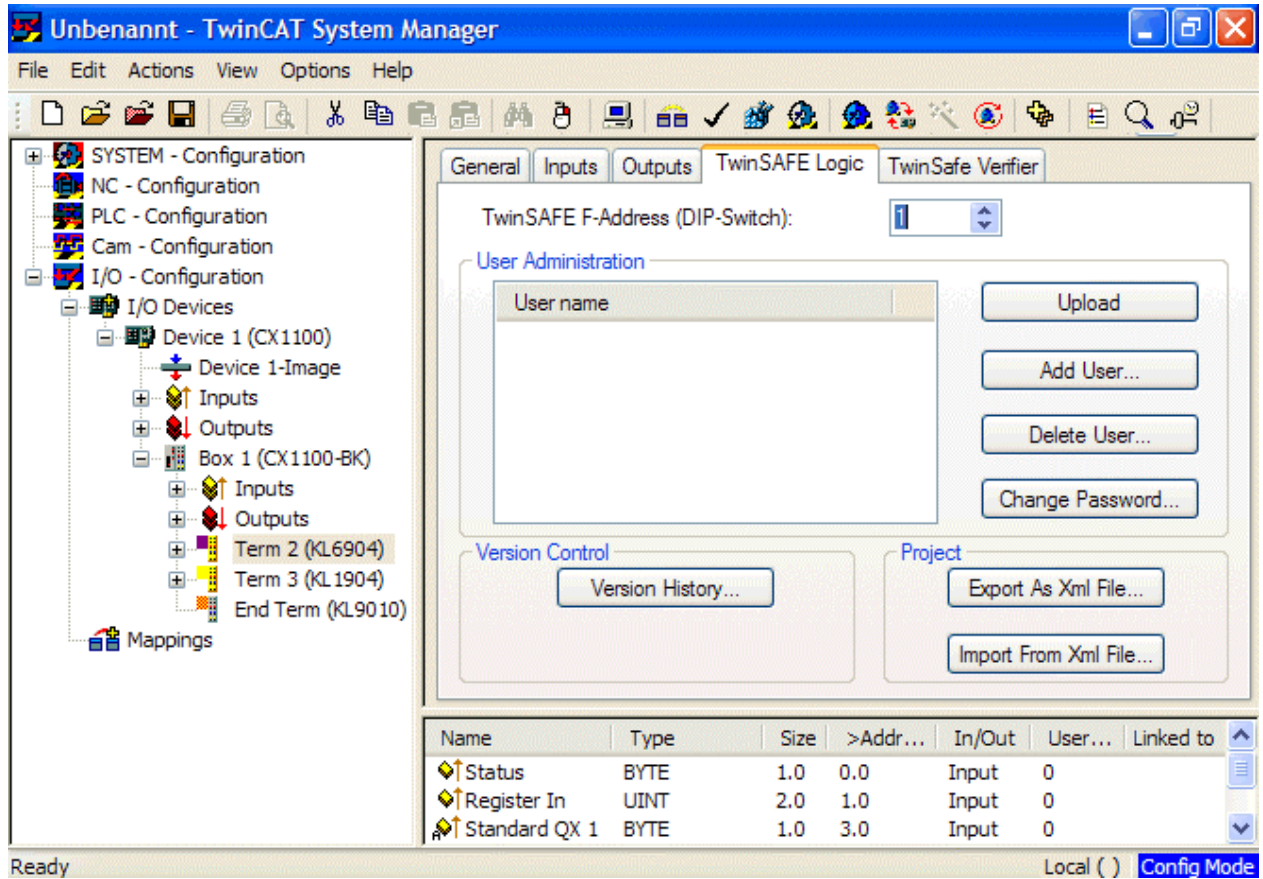 Unbenannt - TwinCAT System Manager
File Edit Actions View Options Help
SYSTEM - Configuration
NC - Configuration
PLC - Configuration
Cam - Configuration
I/O - Configuration
I/O Devices
Device 1 (CX1100)
Device 1-Image
Inputs
Outputs
Box 1 (CX1100-BK)
Inputs
Outputs
Term 2 (KL6904)
Term 3 (KL1904)
End Term (KL9010)
Mappings
General Inputs Outputs TwinSAFE Logic TwinSafe Verifier
TwinSAFE F-Address (DIP-Switch): 1
User Administration
User name
Upload
Add User...
Delete User...
Change Password...
Version Control
Version History...
Project
Export As Xml File...
Import From Xml File...
Name Type Size >Addr... In/Out User... Linked to
Status BYTE 1.0 0.0 Input 0
Register In UINT 2.0 1.0 Input 0
Standard QX 1 BYTE 1.0 3.0 Input 0
Ready Local ( ) Config Mode